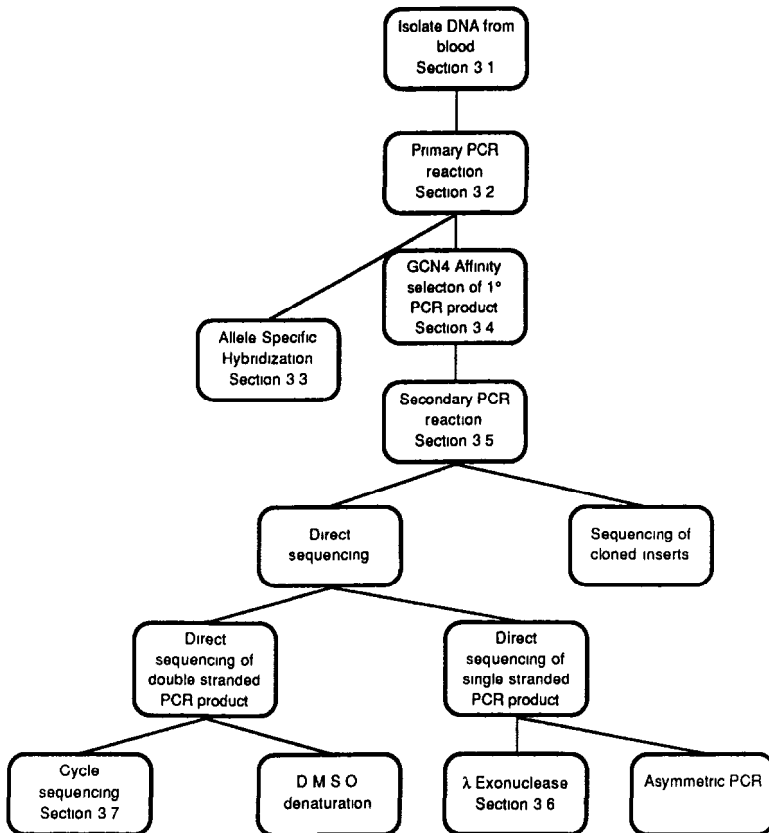 Isolate DNA from
blood
Section 3 1
Primary PCR
reaction
Section 3 2
GCN4 Affinity
selecton of 1°
PCR product
Section 3 4
Allele Specific
Hybridization
Section 3 3
Secondary PCR
reaction
Section 3 5
Direct
sequencing
Sequencing of
cloned inserts
Direct
sequencing of
double stranded
PCR product
Direct
sequencing of
single stranded
PCR product
Cycle
sequencing
Section 3 7
D M S O
denaturation
λ Exonuclease
Section 3 6
Asymmetric PCR